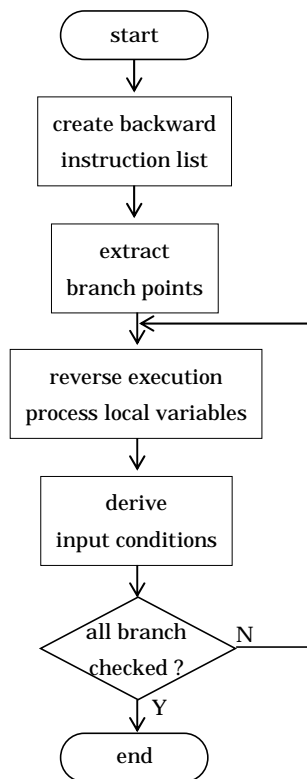 start
create backward
instruction list
extract
branch points
reverse execution
process local variables
derive
input conditions
all branch
checked ?
N
Y
end